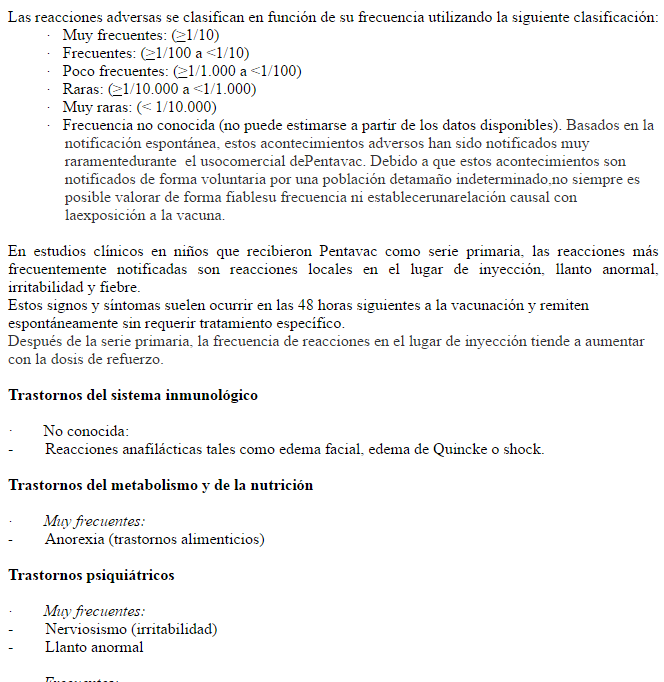 Las reacciones adversas se clasifican en función de su frecuencia utilizando la siguiente clasificación:
· Muy frecuentes: (≥1/10)
· Frecuentes: (≥1/100 a <1/10)
· Poco frecuentes: (≥1/1.000 a <1/100)
· Raras: (≥1/10.000 a <1/1.000)
· Muy raras: (< 1/10.000)
· Frecuencia no conocida (no puede estimarse a partir de los datos disponibles). Basados en la
notificación espontánea, estos acontecimientos adversos han sido notificados muy
raramentedurante el usocomercial dePentavac. Debido a que estos acontecimientos son
notificados de forma voluntaria por una población detamaño indeterminado,no siempre es
posible valorar de forma fiablesu frecuencia ni establecerunarelación causal con
laexposición a la vacuna.
En estudios clínicos en niños que recibieron Pentavac como serie primaria, las reacciones más
frecuentemente notificadas son reacciones locales en el lugar de inyección, llanto anormal,
irritabilidad y fiebre.
Estos signos y síntomas suelen ocurrir en las 48 horas siguientes a la vacunación y remiten
espontáneamente sin requerir tratamiento específico.
Después de la serie primaria, la frecuencia de reacciones en el lugar de inyección tiende a aumentar
con la dosis de refuerzo.
Trastornos del sistema inmunológico
· No conocida:
- Reacciones anafilácticas tales como edema facial, edema de Quincke o shock.
Trastornos del metabolismo y de la nutrición
· Muy frecuentes:
- Anorexia (trastornos alimenticios)
Trastornos psiquiátricos
· Muy frecuentes:
- Nerviosismo (irritabilidad)
- Llanto anormal